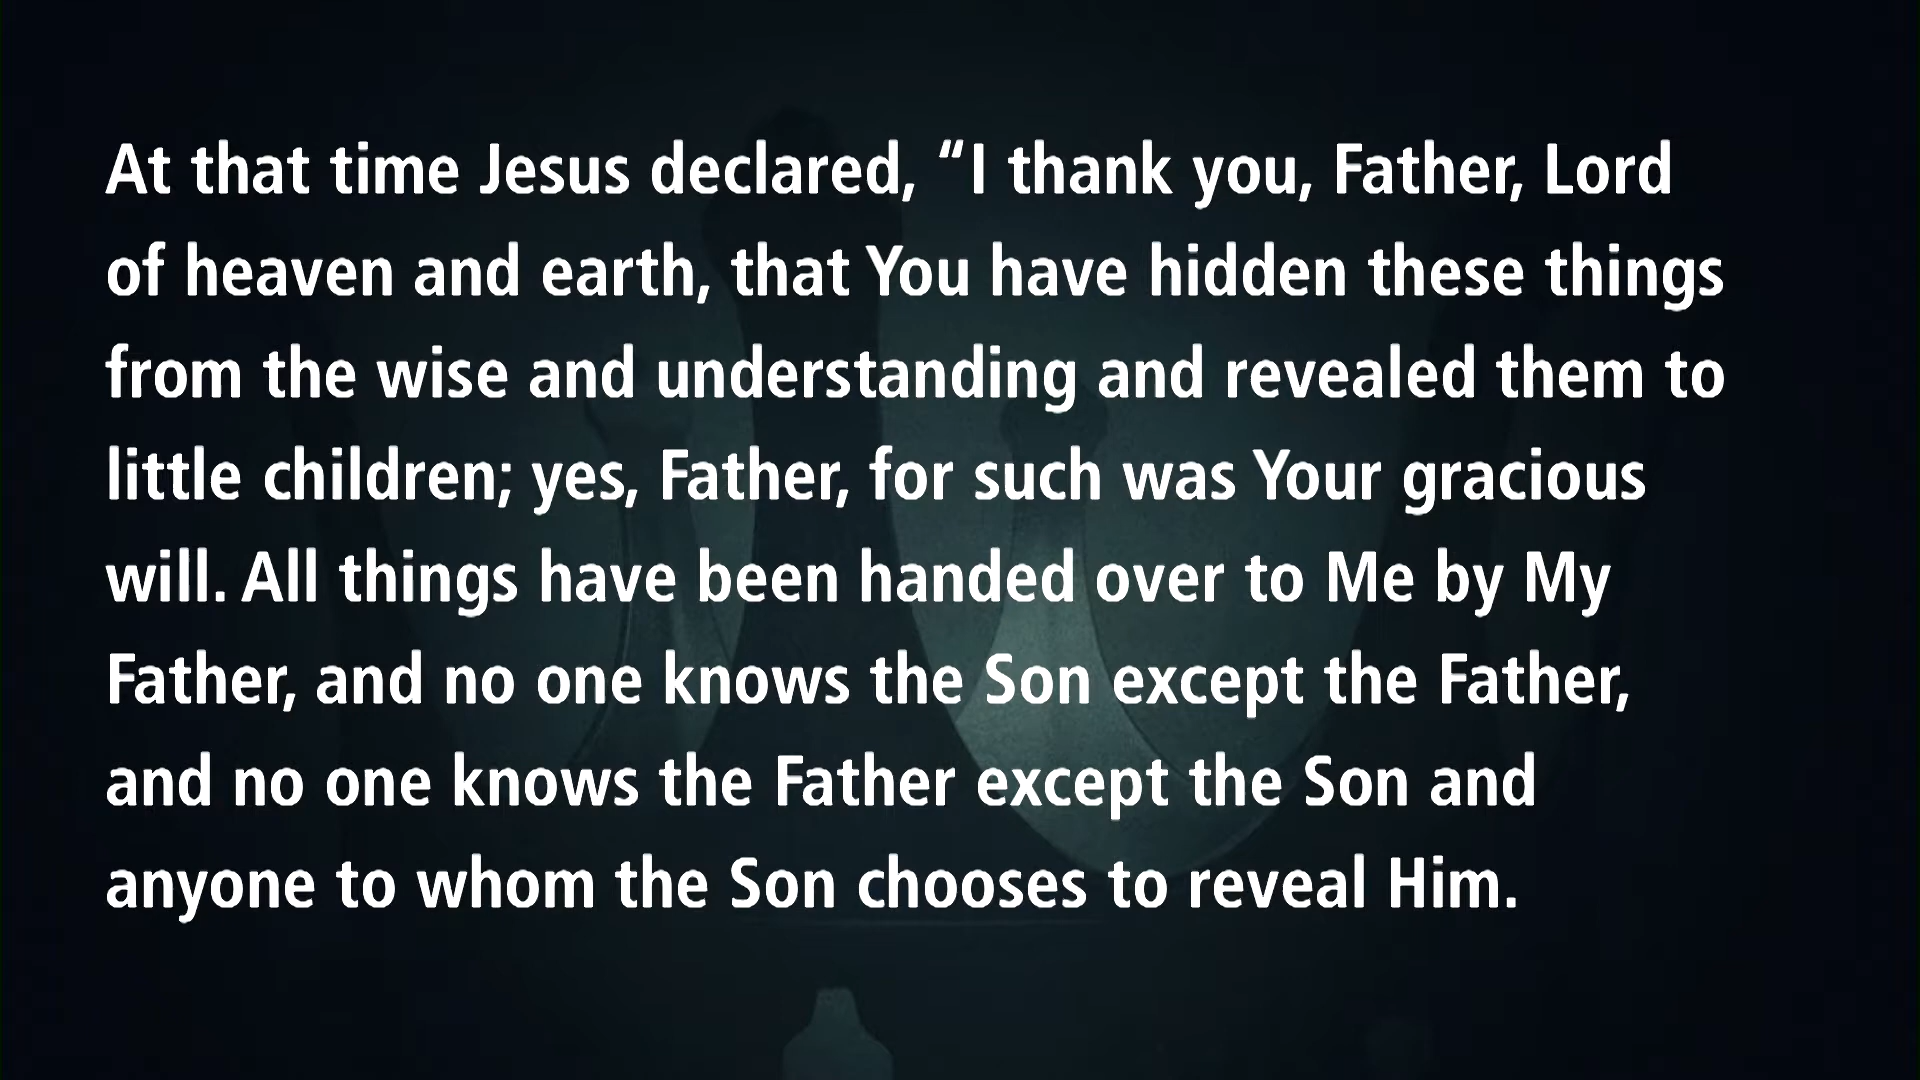 At that time Jesus declared, “I thank you, Father, Lord
of heaven and earth, that You have hidden these things
from the wise and understanding and revealed them to
little children; yes, Father, for such was Your gracious
will. All things have been handed over to Me by My
Father, and no one knows the Son except the Father,
and no one knows the Father except the Son and
anyone to whom the Son chooses to reveal Him.